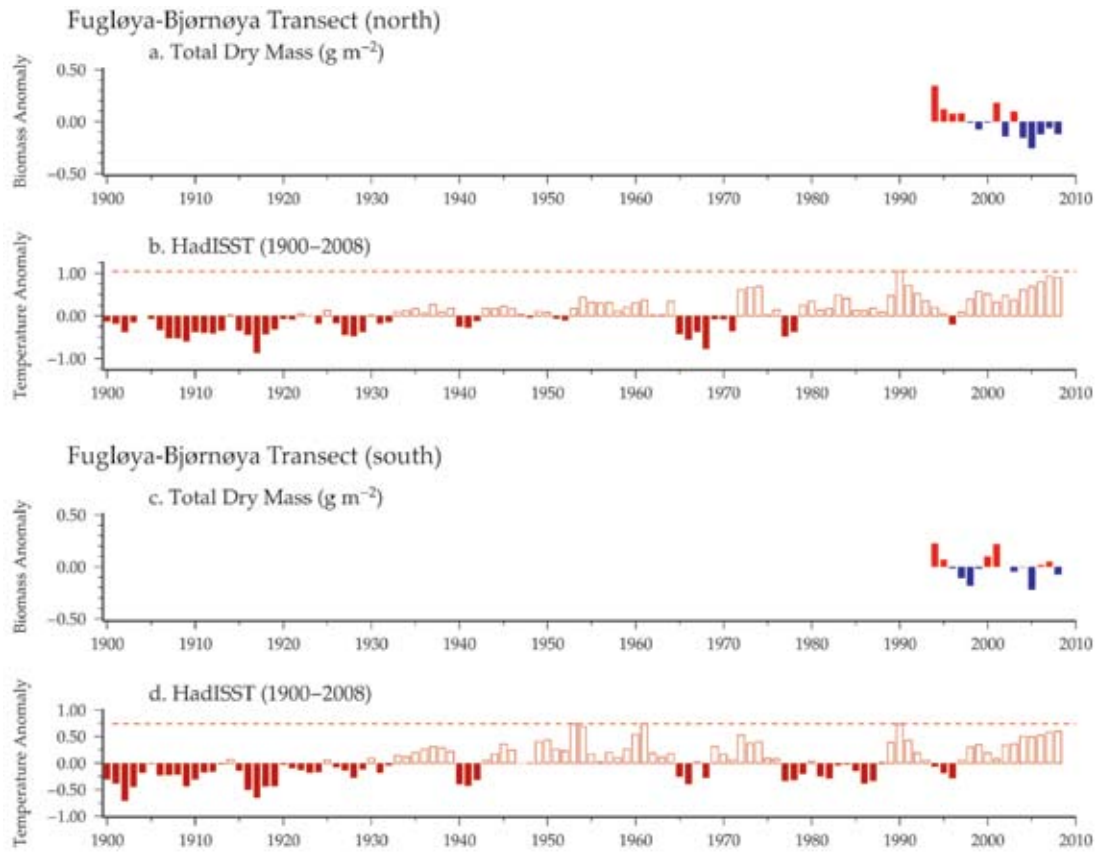 Fugløya-Bjørnøya Transect (north)
a. Total Dry Mass (g m⁻²)
Biomass Anomaly
0.50
0.00
−0.50
1900 1910 1920 1930 1940 1950 1960 1970 1980 1990 2000 2010
b. HadISST (1900–2008)
Temperature Anomaly
1.00
0.00
−1.00
1900 1910 1920 1930 1940 1950 1960 1970 1980 1990 2000 2010
Fugløya-Bjørnøya Transect (south)
c. Total Dry Mass (g m⁻²)
Biomass Anomaly
0.50
0.00
−0.50
1900 1910 1920 1930 1940 1950 1960 1970 1980 1990 2000 2010
d. HadISST (1900–2008)
Temperature Anomaly
1.00
0.50
0.00
−0.50
−1.00
1900 1910 1920 1930 1940 1950 1960 1970 1980 1990 2000 2010